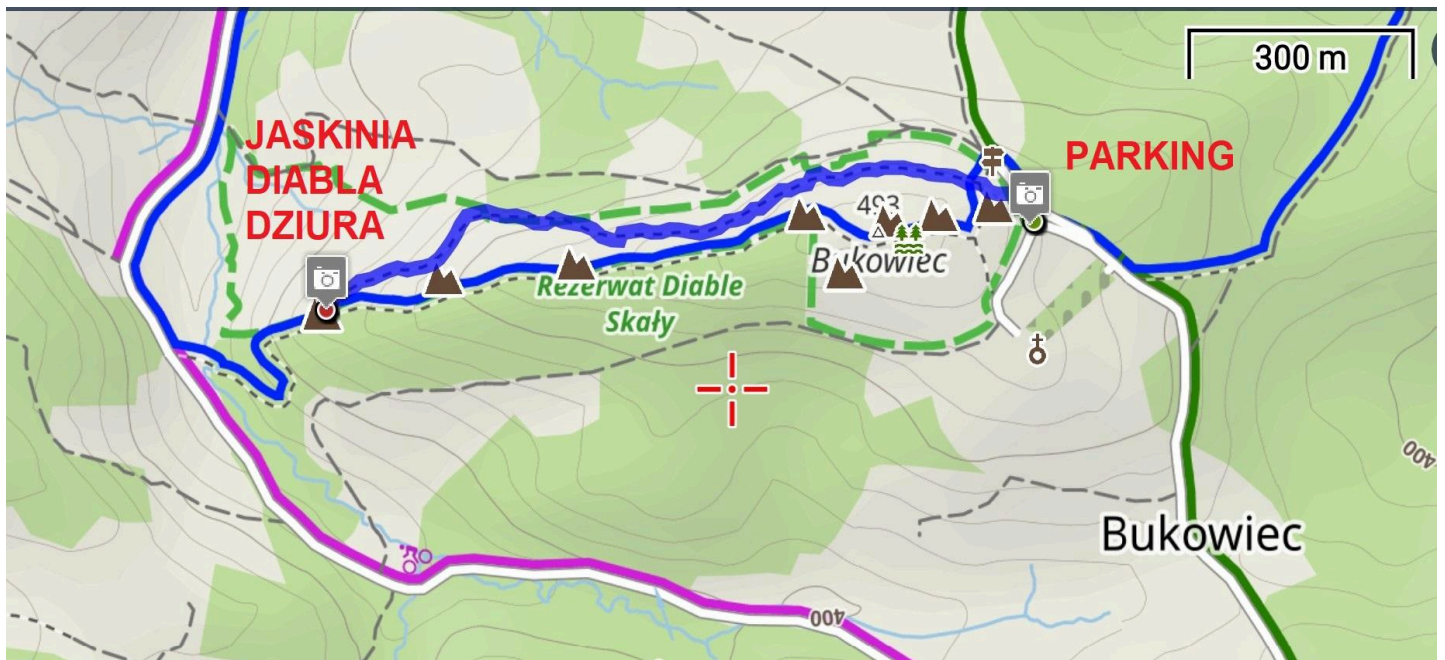 300 m
JASKINIA
DIABLA
DZIURA
PARKING
493
Bukowiec
Rezerwat Diable
Skały
400
Bukowiec
400